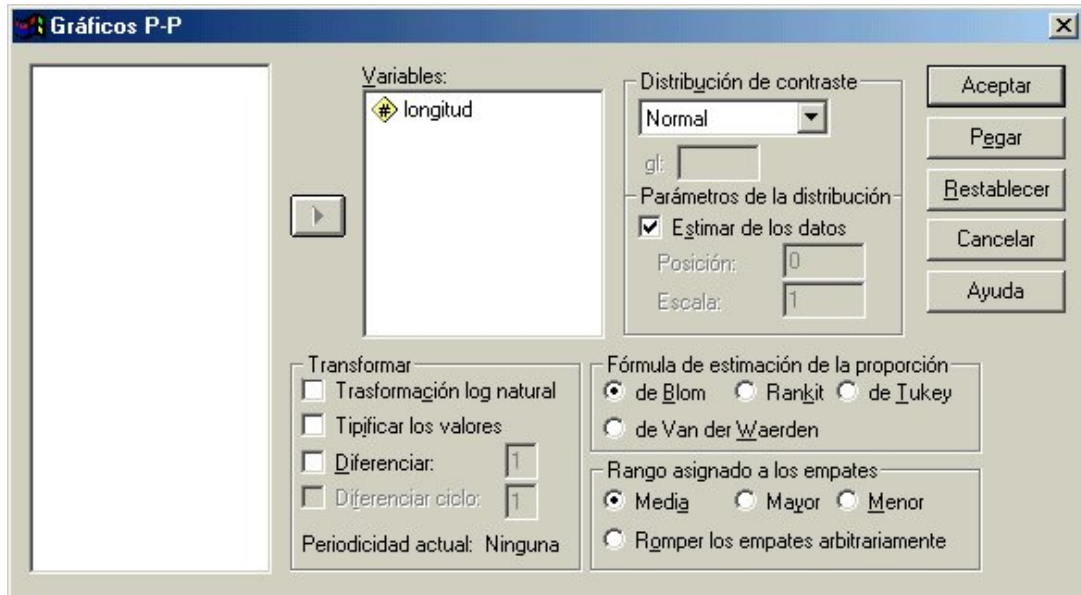 Gráficos P-P
Variables:
longitud
Distribución de contraste
Normal
gl:
Parámetros de la distribución
Estimar de los datos
Posición: 0
Escala: 1
Aceptar
Pegar
Restablecer
Cancelar
Ayuda
Transformar
Trasformación log natural
Tipificar los valores
Diferenciar: 1
Diferenciar ciclo: 1
Periodicidad actual: Ninguna
Fórmula de estimación de la proporción
de Blom Rankit de Tukey
de Van der Waerden
Rango asignado a los empates
Media Mayor Menor
Romper los empates arbitrariamente